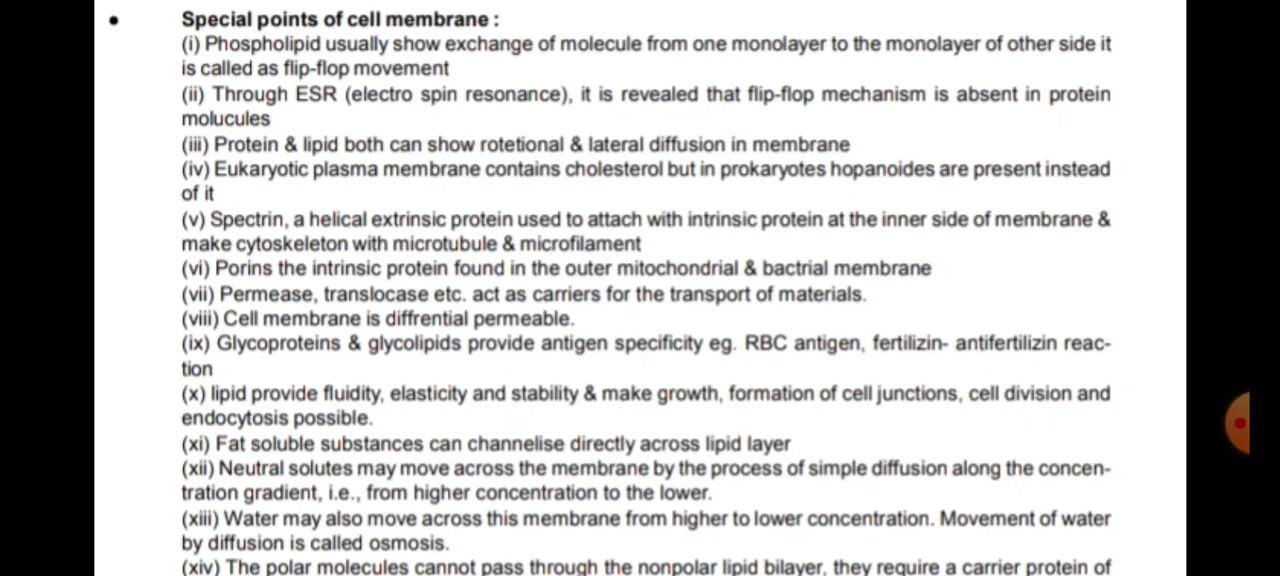 • Special points of cell membrane :
(i) Phospholipid usually show exchange of molecule from one monolayer to the monolayer of other side it
is called as flip-flop movement
(ii) Through ESR (electro spin resonance), it is revealed that flip-flop mechanism is absent in protein
molucules
(iii) Protein & lipid both can show rotetional & lateral diffusion in membrane
(iv) Eukaryotic plasma membrane contains cholesterol but in prokaryotes hopanoides are present instead
of it
(v) Spectrin, a helical extrinsic protein used to attach with intrinsic protein at the inner side of membrane &
make cytoskeleton with microtubule & microfilament
(vi) Porins the intrinsic protein found in the outer mitochondrial & bactrial membrane
(vii) Permease, translocase etc. act as carriers for the transport of materials.
(viii) Cell membrane is diffrential permeable.
(ix) Glycoproteins & glycolipids provide antigen specificity eg. RBC antigen, fertilizin- antifertilizin reac-
tion
(x) lipid provide fluidity, elasticity and stability & make growth, formation of cell junctions, cell division and
endocytosis possible.
(xi) Fat soluble substances can channelise directly across lipid layer
(xii) Neutral solutes may move across the membrane by the process of simple diffusion along the concen-
tration gradient, i.e., from higher concentration to the lower.
(xiii) Water may also move across this membrane from higher to lower concentration. Movement of water
by diffusion is called osmosis.
(xiv) The polar molecules cannot pass through the nonpolar lipid bilayer, they require a carrier protein of